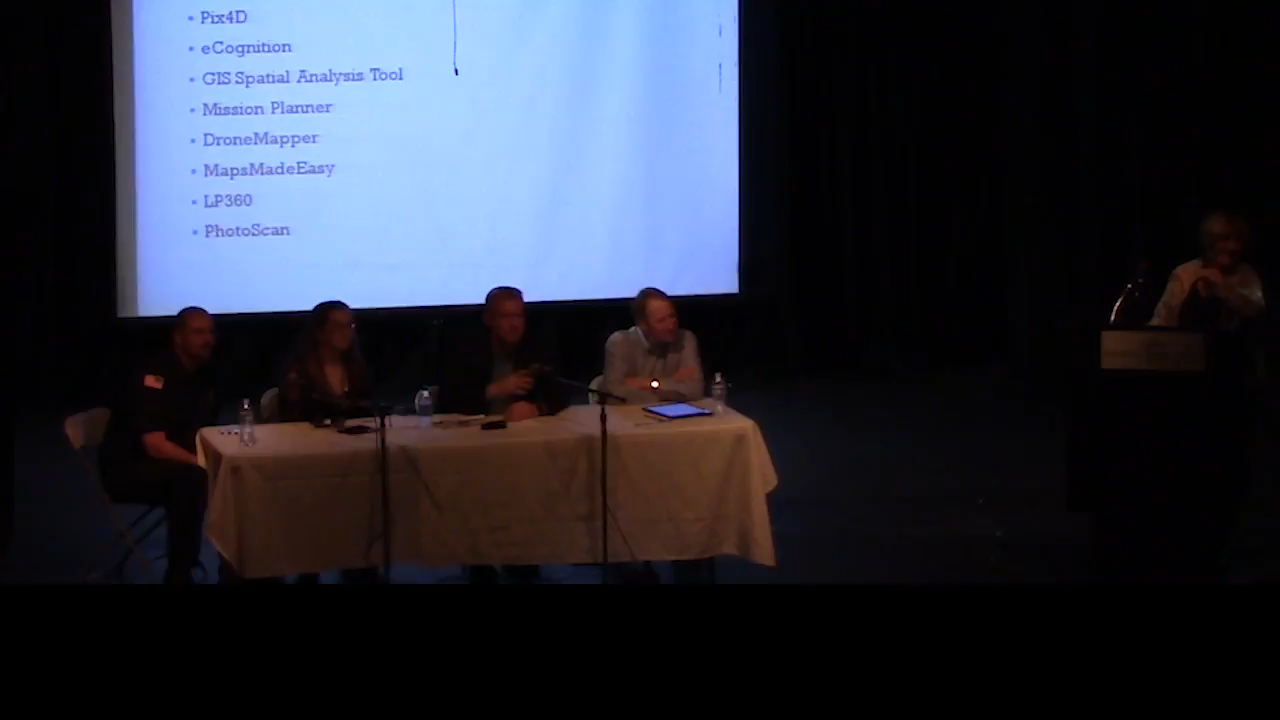 • Pix4D
• eCognition
• GIS Spatial Analysis Tool
• Mission Planner
• DroneMapper
• MapsMadeEasy
• LP360
• PhotoScan